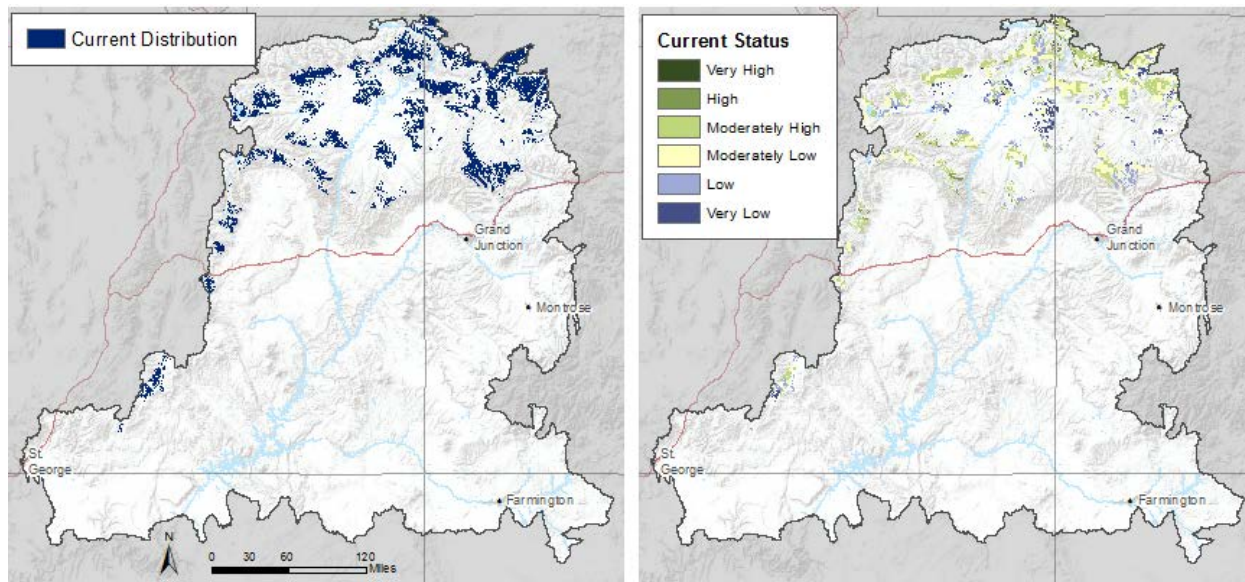 Current Distribution
Grand
Junction
Montrose
St.
George
Farmington
N
0 30 60 120
Miles
Current Status
Very High
High
Moderately High
Moderately Low
Low
Very Low
Grand
Junction
Montrose
St.
George
Farmington